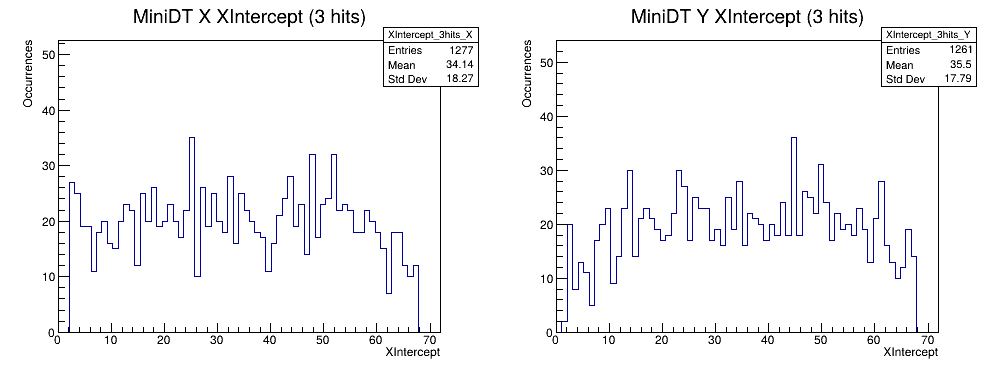 MiniDT X XIntercept (3 hits)
XIntercept_3hits_X
Entries 1277
Mean 34.14
Std Dev 18.27
Occurrences
50
40
30
20
10
0
0 10 20 30 40 50 60 70
XIntercept
MiniDT Y XIntercept (3 hits)
XIntercept_3hits_Y
Entries 1261
Mean 35.5
Std Dev 17.79
Occurrences
50
40
30
20
10
0
0 10 20 30 40 50 60 70
XIntercept